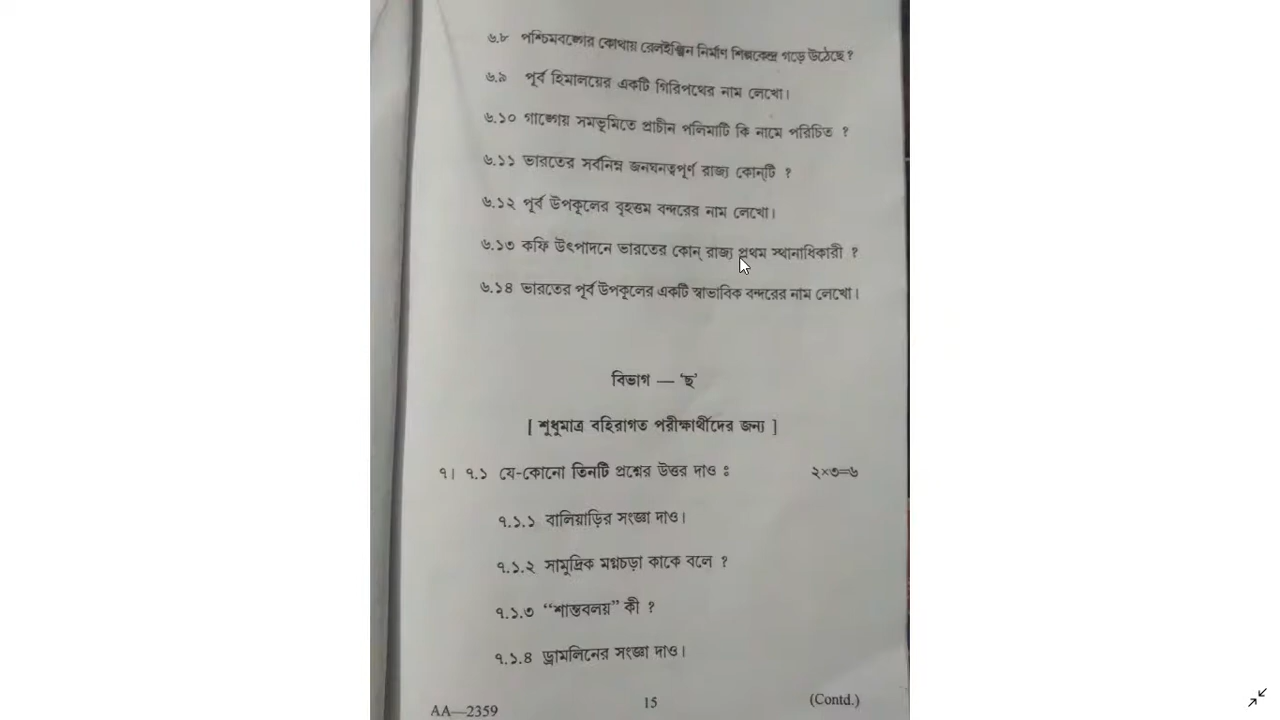 ৬.৮ পশ্চিমবঙ্গের কোথায় রেলইঞ্জিন নির্মাণ শিল্পকেন্দ্র গড়ে উঠেছে ?
৬.৯ পূর্ব হিমালয়ের একটি গিরিপথের নাম লেখো।
৬.১০ গাঙ্গেয় সমভূমিতে প্রাচীন পলিমাটি কি নামে পরিচিত ?
৬.১১ ভারতের সর্বনিম্ন জনঘনত্বপূর্ণ রাজ্য কোন্‌টি ?
৬.১২ পূর্ব উপকূলের বৃহত্তম বন্দরের নাম লেখো।
৬.১৩ কফি উৎপাদনে ভারতের কোন্ রাজ্য প্রথম স্থানাধিকারী ?
৬.১৪ ভারতের পূর্ব উপকূলের একটি স্বাভাবিক বন্দরের নাম লেখো।
বিভাগ — ‘ছ’
[ শুধুমাত্র বহিরাগত পরীক্ষার্থীদের জন্য ]
৭। ৭.১ যে-কোনো তিনটি প্রশ্নের উত্তর দাও : ২×৩=৬
৭.১.১ বালিয়াড়ির সংজ্ঞা দাও।
৭.১.২ সামুদ্রিক মগ্নচড়া কাকে বলে ?
৭.১.৩ “শান্তবলয়” কী ?
৭.১.৪ ড্রামলিনের সংজ্ঞা দাও।
AA—2359 15 (Contd.)